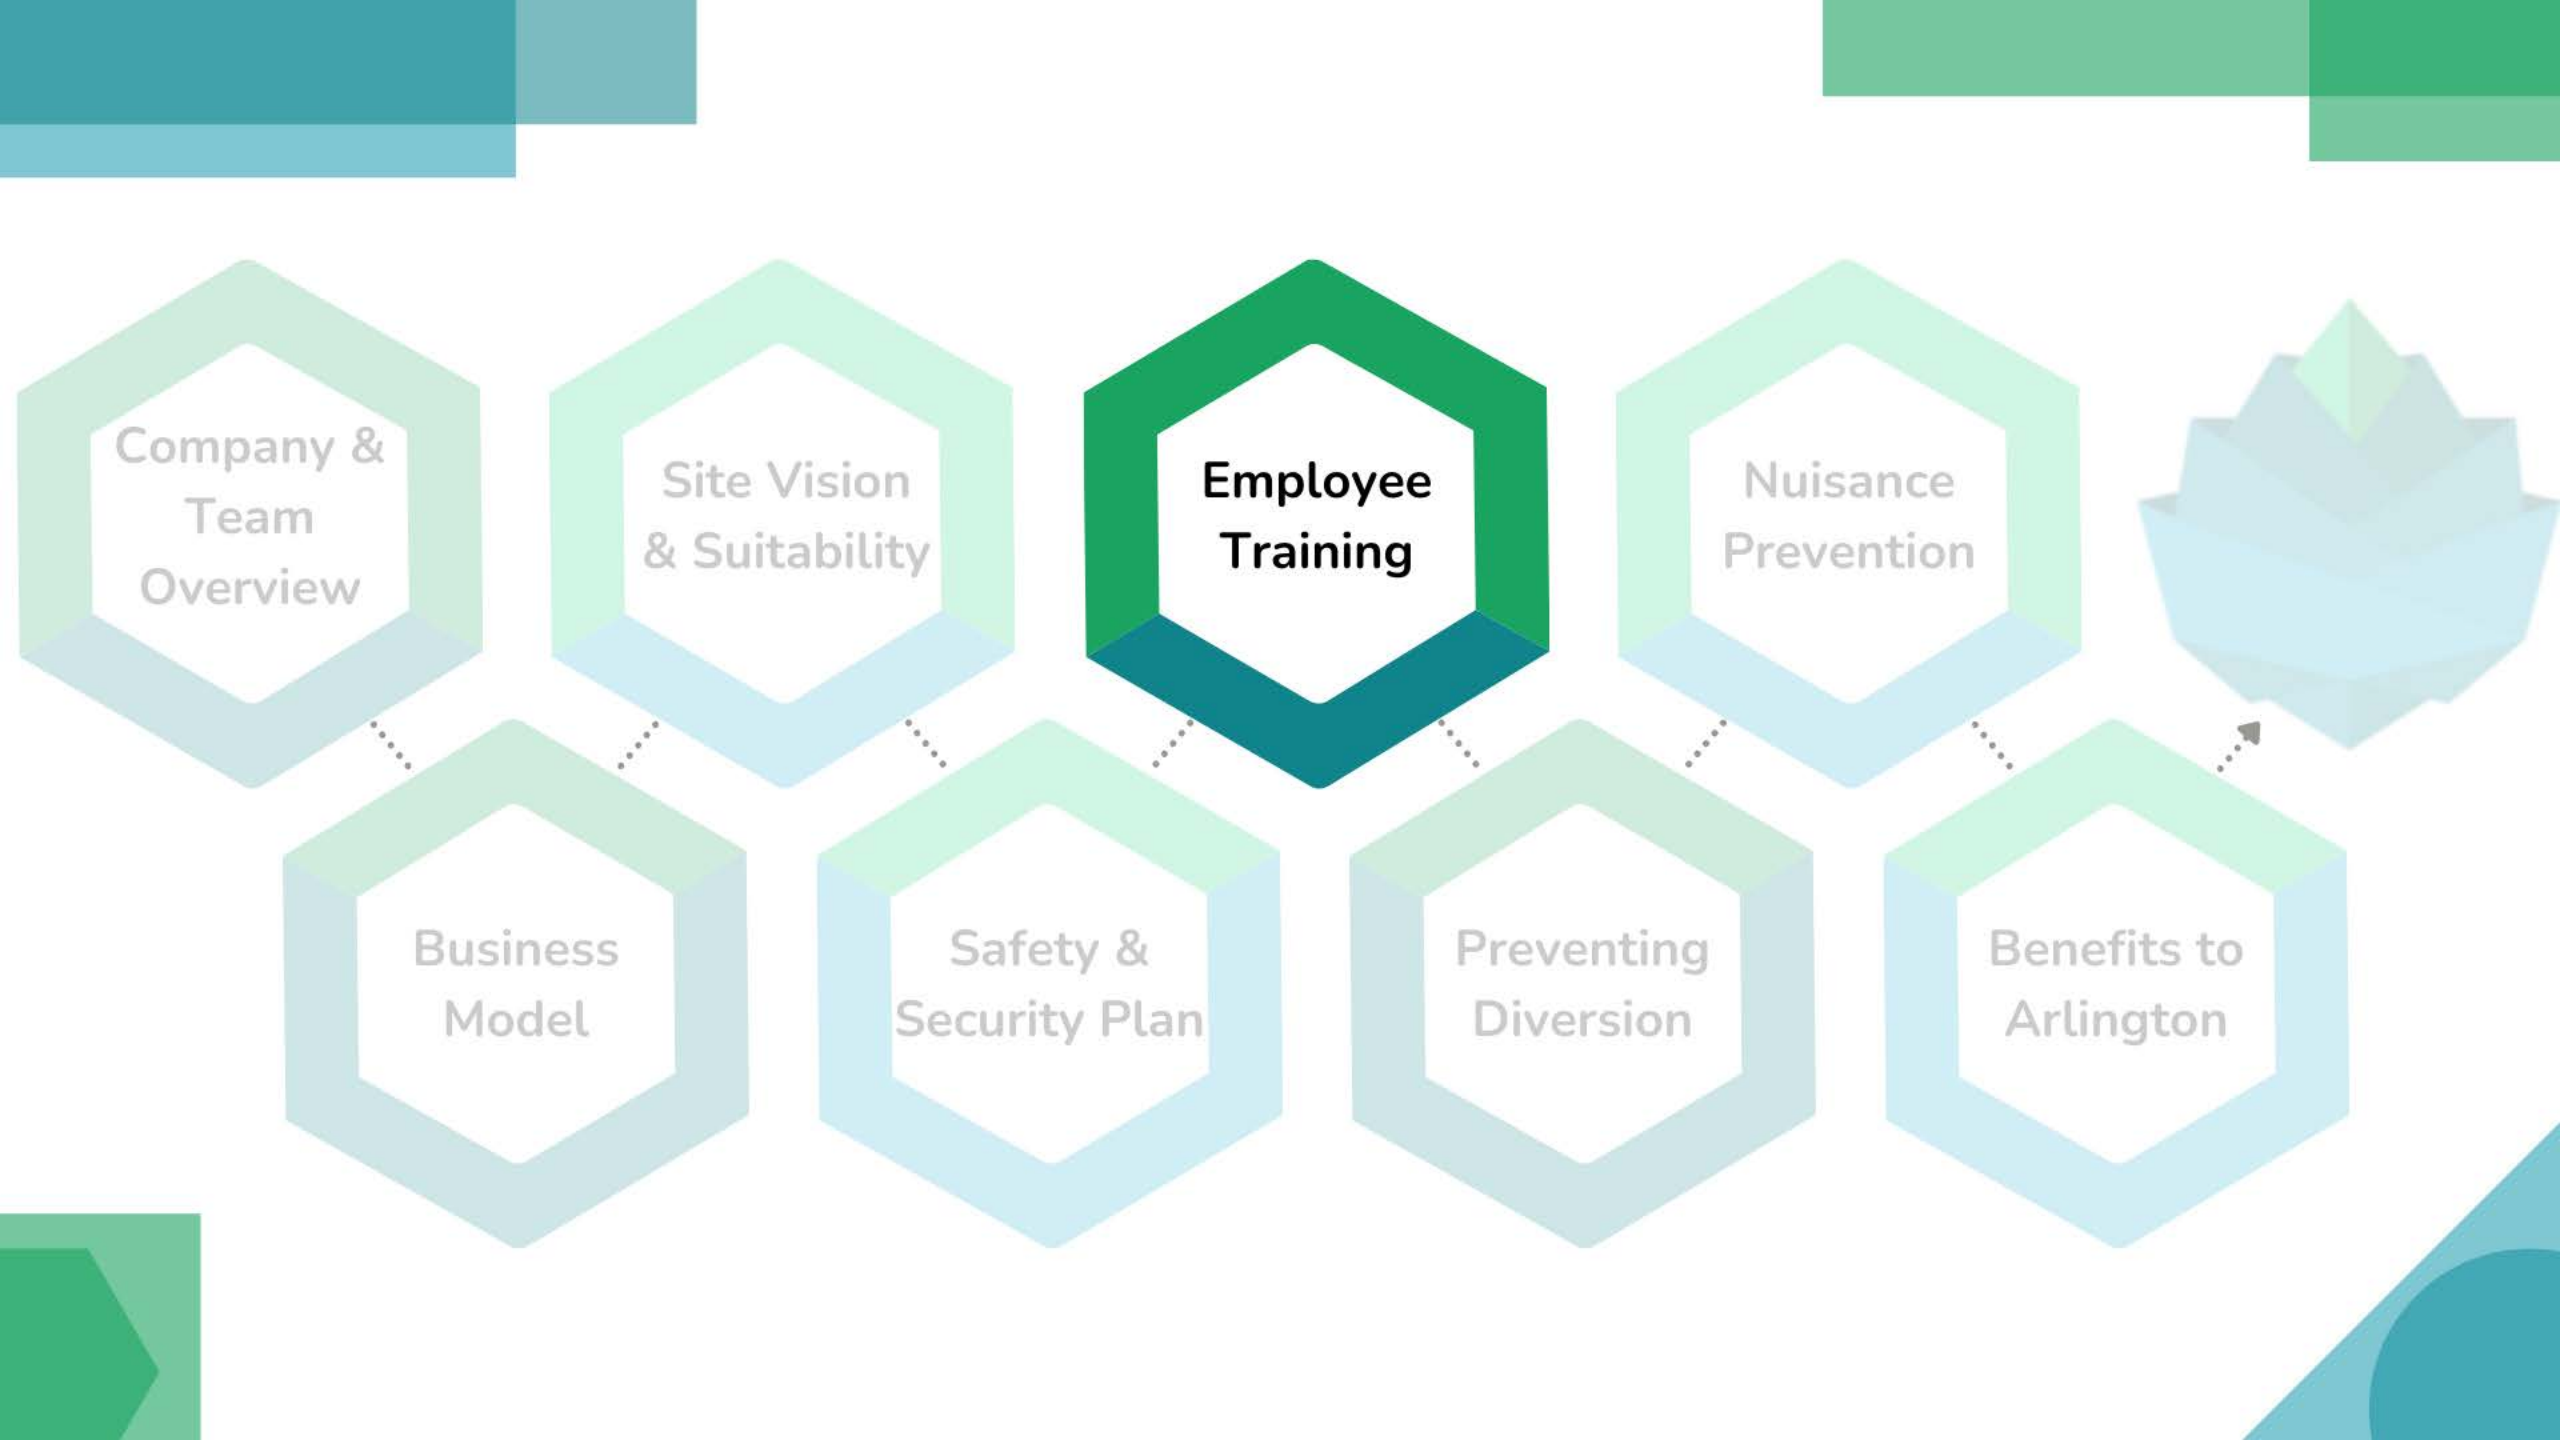 Company &
Team
Overview
Business
Model
Site Vision
& Suitability
Safety &
Security Plan
Employee
Training
Preventing
Diversion
Nuisance
Prevention
Benefits to
Arlington